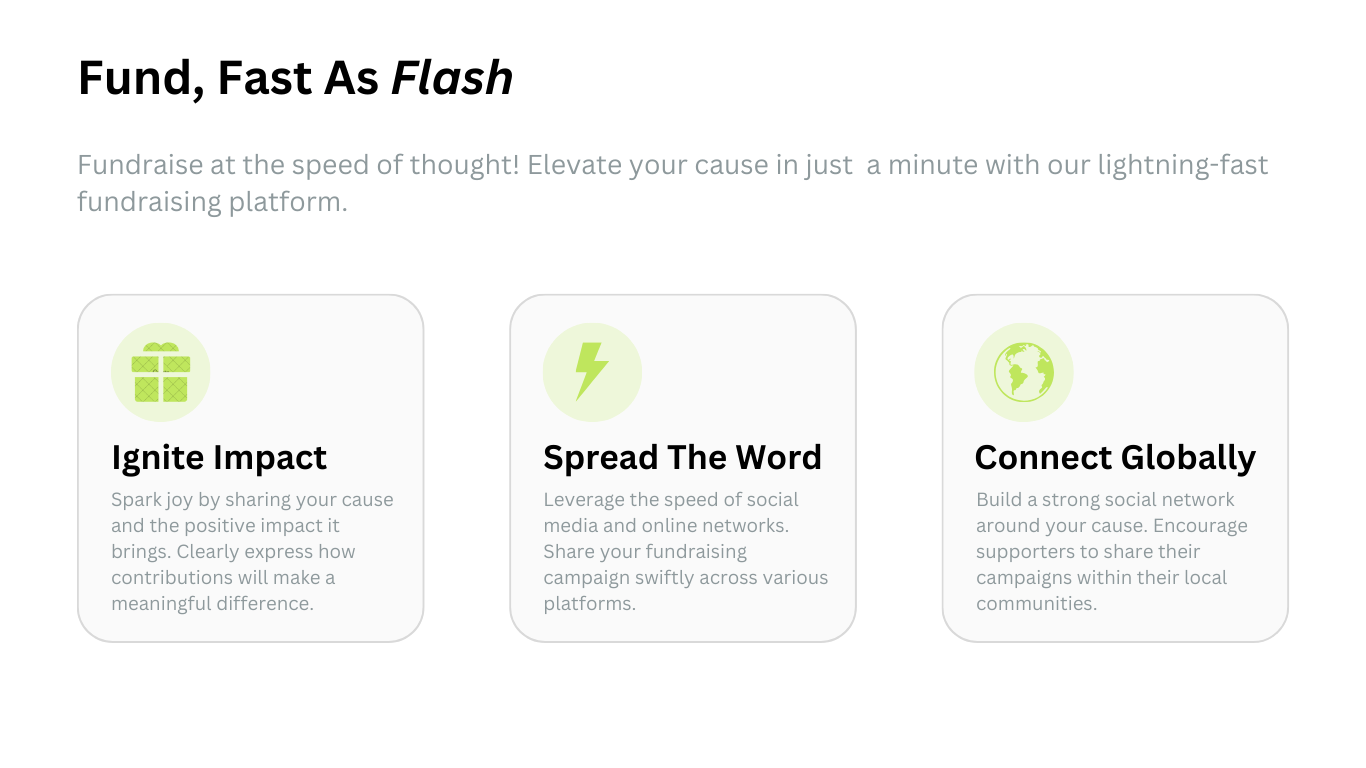 Fund, Fast As Flash
Fundraise at the speed of thought! Elevate your cause in just  a minute with our lightning-fast
fundraising platform.
Ignite Impact
Spark joy by sharing your cause
and the positive impact it
brings. Clearly express how
contributions will make a
meaningful difference.
Spread The Word
Leverage the speed of social
media and online networks.
Share your fundraising
campaign swiftly across various
platforms.
Connect Globally
Build a strong social network
around your cause. Encourage
supporters to share their
campaigns within their local
communities.